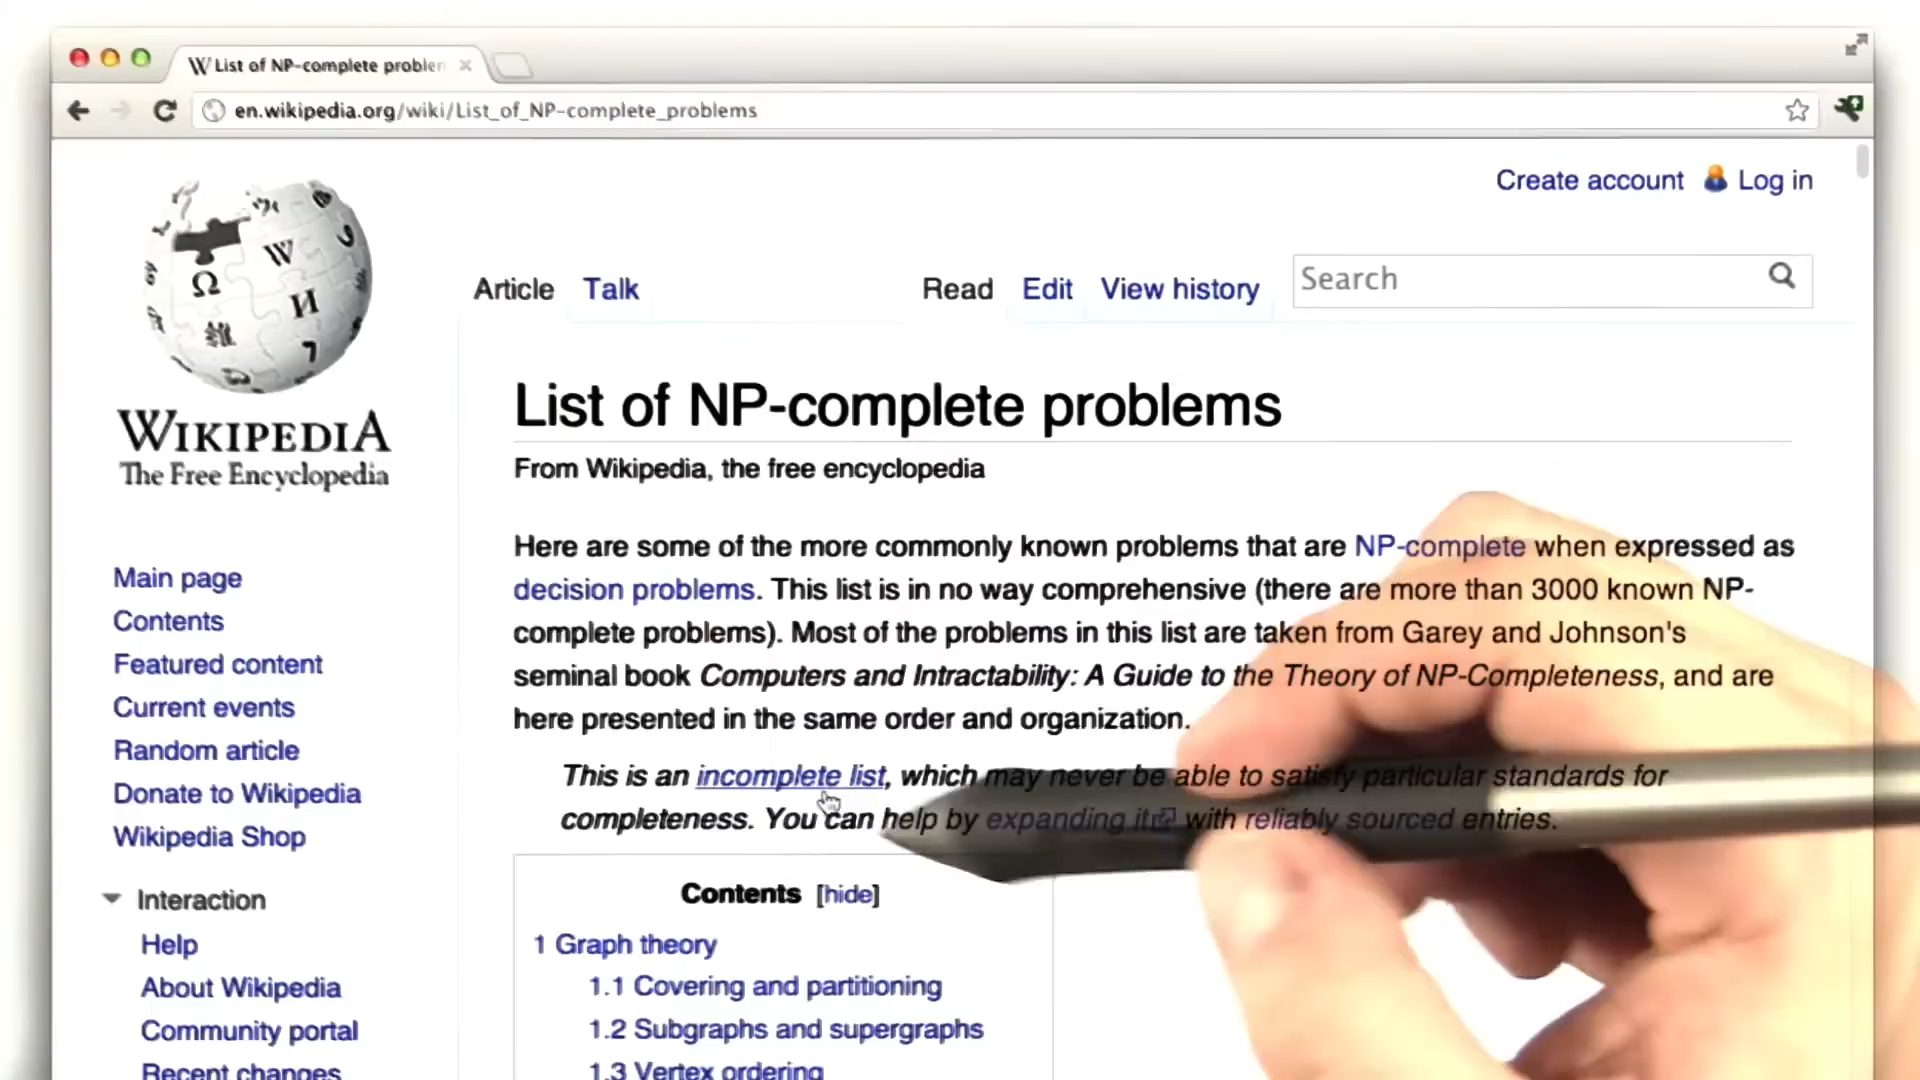 List of NP-complete problem
en.wikipedia.org/wiki/List_of_NP-complete_problems
Create account Log in
Article Talk Read Edit View history Search
WIKIPEDIA
The Free Encyclopedia
List of NP-complete problems
From Wikipedia, the free encyclopedia
Here are some of the more commonly known problems that are NP-complete when expressed as
decision problems. This list is in no way comprehensive (there are more than 3000 known NP-
complete problems). Most of the problems in this list are taken from Garey and Johnson's
seminal book Computers and Intractability: A Guide to the Theory of NP-Completeness, and are
here presented in the same order and organization.
This is an incomplete list, which may never be able to satisfy particular standards for
completeness. You can help by expanding it with reliably sourced entries.
Main page
Contents
Featured content
Current events
Random article
Donate to Wikipedia
Wikipedia Shop
Interaction
Help
About Wikipedia
Community portal
Recent changes
Contents [hide]
1 Graph theory
1.1 Covering and partitioning
1.2 Subgraphs and supergraphs
1.3 Vertex ordering